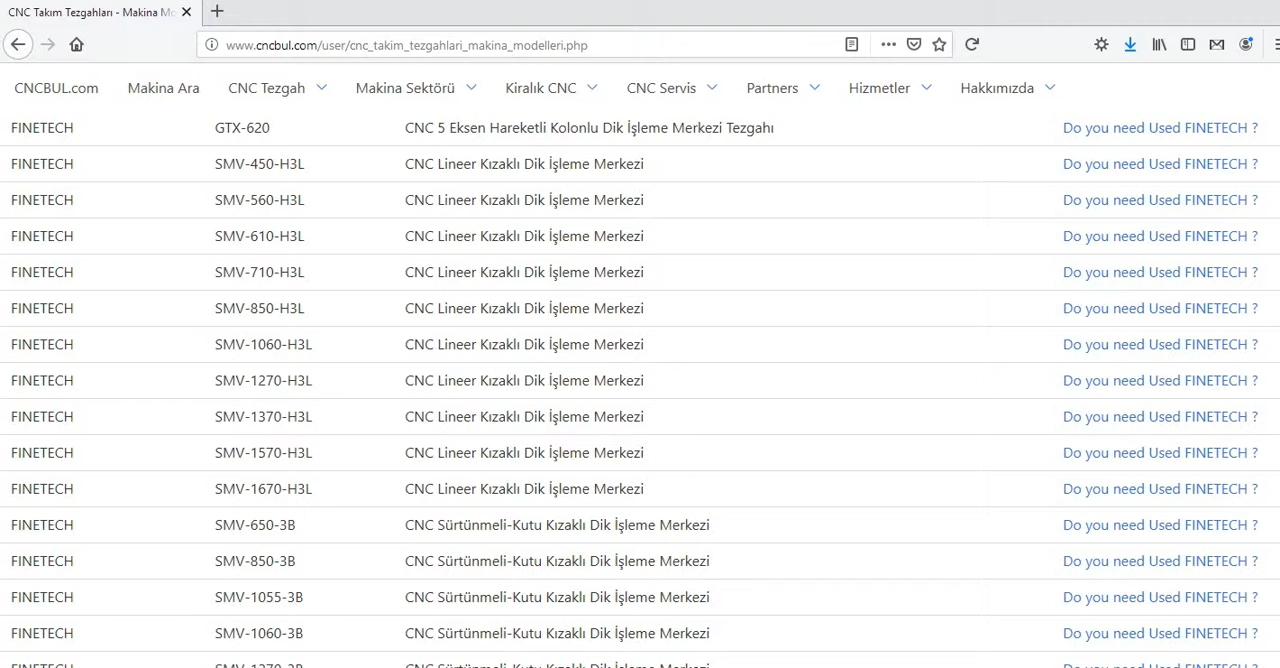 CNC Takım Tezgahları - Makina Mo
www.cncbul.com/user/cnc_takim_tezgahlari_makina_modelleri.php
CNCBUL.com Makina Ara CNC Tezgah Makina Sektörü Kiralık CNC CNC Servis Partners Hizmetler Hakkımızda
FINETECH GTX-620 CNC 5 Eksen Hareketli Kolonlu Dik İşleme Merkezi Tezgahı Do you need Used FINETECH ?
FINETECH SMV-450-H3L CNC Lineer Kızaklı Dik İşleme Merkezi Do you need Used FINETECH ?
FINETECH SMV-560-H3L CNC Lineer Kızaklı Dik İşleme Merkezi Do you need Used FINETECH ?
FINETECH SMV-610-H3L CNC Lineer Kızaklı Dik İşleme Merkezi Do you need Used FINETECH ?
FINETECH SMV-710-H3L CNC Lineer Kızaklı Dik İşleme Merkezi Do you need Used FINETECH ?
FINETECH SMV-850-H3L CNC Lineer Kızaklı Dik İşleme Merkezi Do you need Used FINETECH ?
FINETECH SMV-1060-H3L CNC Lineer Kızaklı Dik İşleme Merkezi Do you need Used FINETECH ?
FINETECH SMV-1270-H3L CNC Lineer Kızaklı Dik İşleme Merkezi Do you need Used FINETECH ?
FINETECH SMV-1370-H3L CNC Lineer Kızaklı Dik İşleme Merkezi Do you need Used FINETECH ?
FINETECH SMV-1570-H3L CNC Lineer Kızaklı Dik İşleme Merkezi Do you need Used FINETECH ?
FINETECH SMV-1670-H3L CNC Lineer Kızaklı Dik İşleme Merkezi Do you need Used FINETECH ?
FINETECH SMV-650-3B CNC Sürtünmeli-Kutu Kızaklı Dik İşleme Merkezi Do you need Used FINETECH ?
FINETECH SMV-850-3B CNC Sürtünmeli-Kutu Kızaklı Dik İşleme Merkezi Do you need Used FINETECH ?
FINETECH SMV-1055-3B CNC Sürtünmeli-Kutu Kızaklı Dik İşleme Merkezi Do you need Used FINETECH ?
FINETECH SMV-1060-3B CNC Sürtünmeli-Kutu Kızaklı Dik İşleme Merkezi Do you need Used FINETECH ?